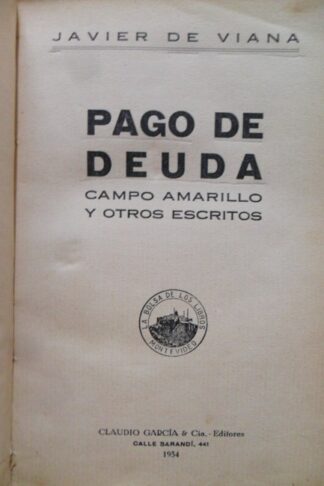 JAVIER DE VIANA
PAGO DE
DEUDA
CAMPO AMARILLO
Y OTROS ESCRITOS
LA BOLSA DE LOS LIBROS
MONTEVIDEO
CLAUDIO GARCÍA & Cía. - Editores
CALLE SARANDÍ, 441
1934